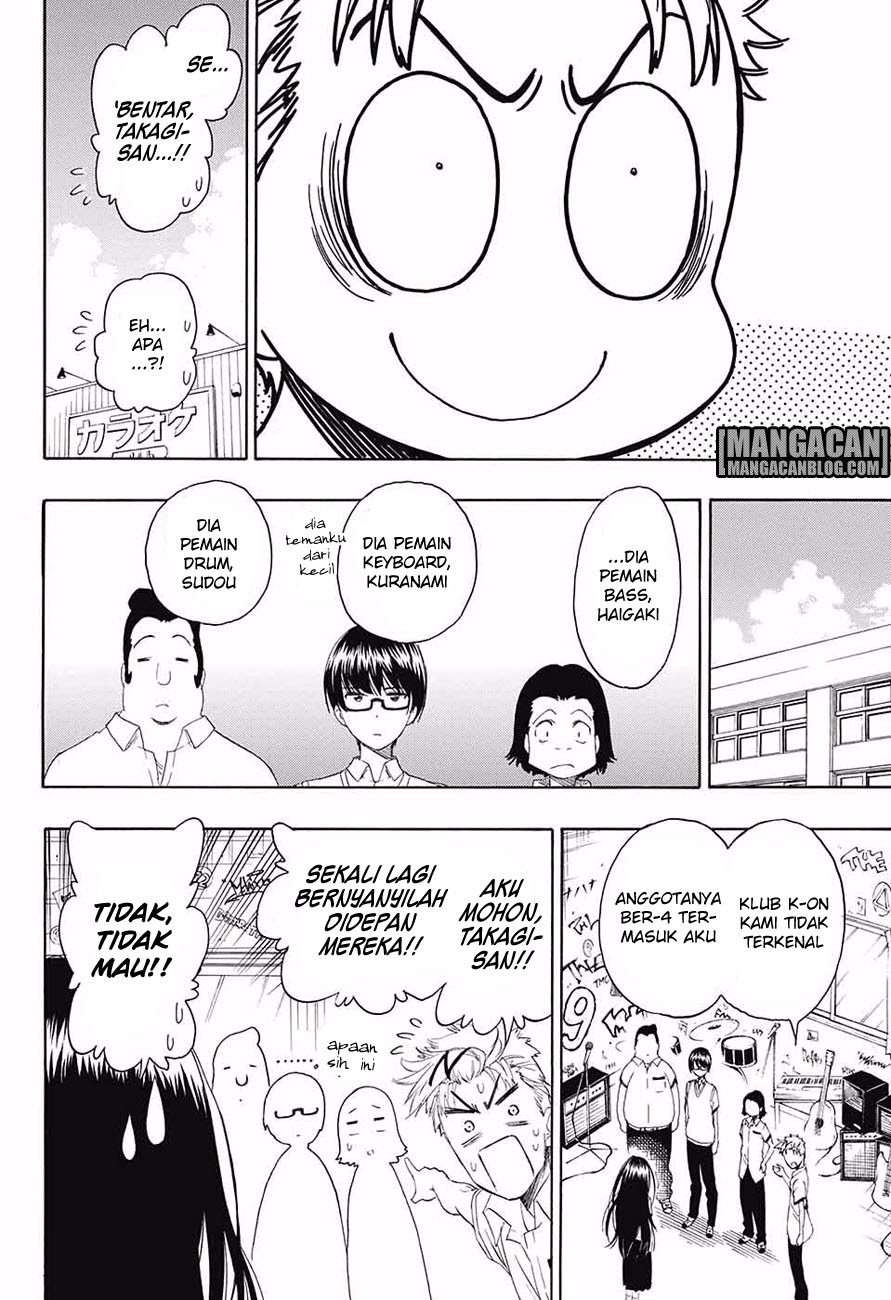 SE...
'BENTAR,
TAKAGI-
SAN...!!
EH...
APA
...?!
カラオケ
[MANGACAN]
MANGACANBLOG.COM
...DIA
PEMAIN
BASS,
HAIGAKI
DIA PEMAIN
KEYBOARD,
KURANAMI
dia
temanku
dari
kecil
DIA
PEMAIN
DRUM,
SUDOU
KLUB K-ON
KAMI TIDAK
TERKENAL
ANGGOTANYA
BER-4 TER-
MASUK AKU
THE
9
AKU
MOHON,
TAKAGI-
SAN!!
SEKALI LAGI
BERNYANYILAH
DIDEPAN
MEREKA!!
apaan
sih ini
TIDAK,
TIDAK
MAU!!